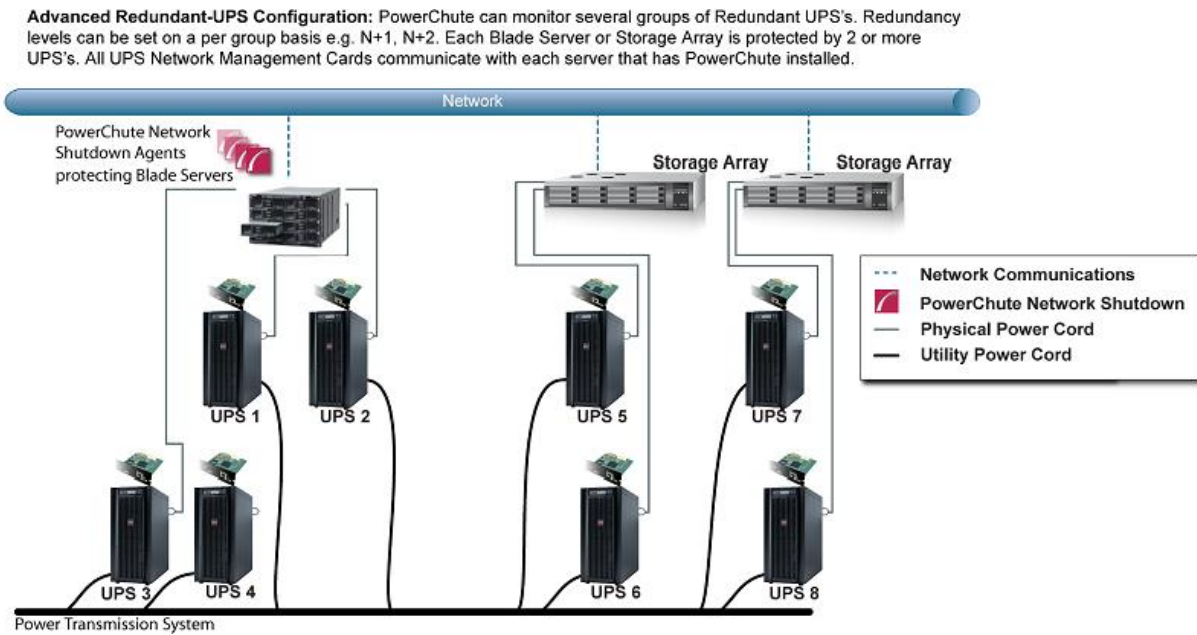 Advanced Redundant-UPS Configuration: PowerChute can monitor several groups of Redundant UPS's. Redundancy
levels can be set on a per group basis e.g. N+1, N+2. Each Blade Server or Storage Array is protected by 2 or more
UPS's. All UPS Network Management Cards communicate with each server that has PowerChute installed.
Network
PowerChute Network
Shutdown Agents
protecting Blade Servers
Storage Array
Storage Array
Network Communications
PowerChute Network Shutdown
Physical Power Cord
Utility Power Cord
UPS 1
UPS 2
UPS 5
UPS 7
UPS 3
UPS 4
UPS 6
UPS 8
Power Transmission System